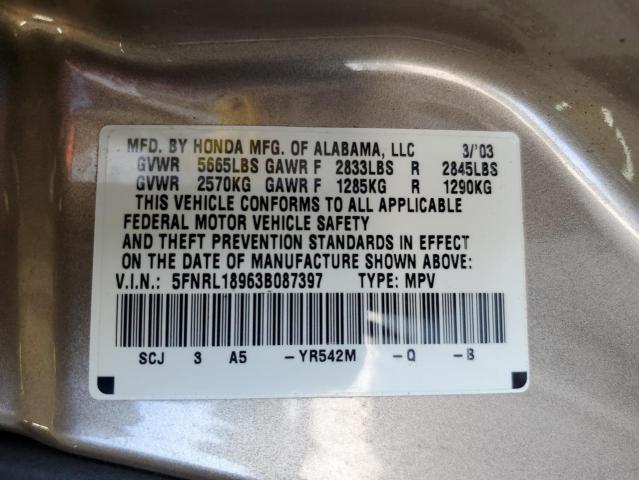 MFD. BY HONDA MFG. OF ALABAMA, LLC 3/'03
GVWR 5665LBS GAWR F 2833LBS R 2845LBS
GVWR 2570KG GAWR F 1285KG R 1290KG
THIS VEHICLE CONFORMS TO ALL APPLICABLE
FEDERAL MOTOR VEHICLE SAFETY
AND THEFT PREVENTION STANDARDS IN EFFECT
ON THE DATE OF MANUFACTURE SHOWN ABOVE:
V.I.N.: 5FNRL18963B087397 TYPE: MPV
SCJ 3 A5 -YR542M -Q -B